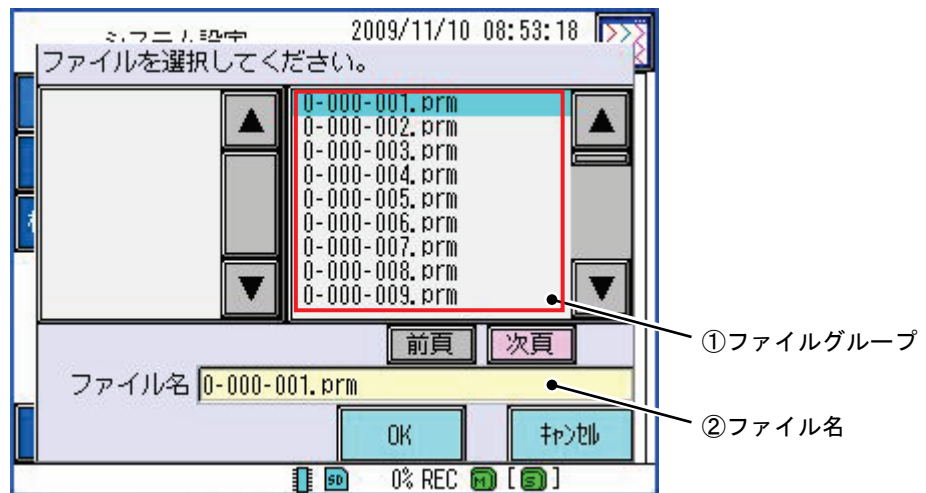 2009/11/10 08:53:18
ファイルを選択してください。
0-000-001.prm
0-000-002.prm
0-000-003.prm
0-000-004.prm
0-000-005.prm
0-000-006.prm
0-000-007.prm
0-000-008.prm
0-000-009.prm
①ファイルグループ
前頁 次頁
ファイル名 0-000-001.prm
②ファイル名
OK ｷｬﾝｾﾙ
SD 0% REC M [S]